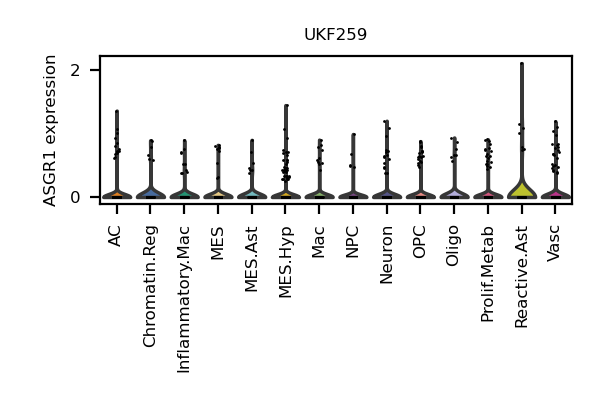 UKF259
ASGR1 expression
2
0
AC
Chromatin.Reg
Inflammatory.Mac
MES
MES.Ast
MES.Hyp
Mac
NPC
Neuron
OPC
Oligo
Prolif.Metab
Reactive.Ast
Vasc